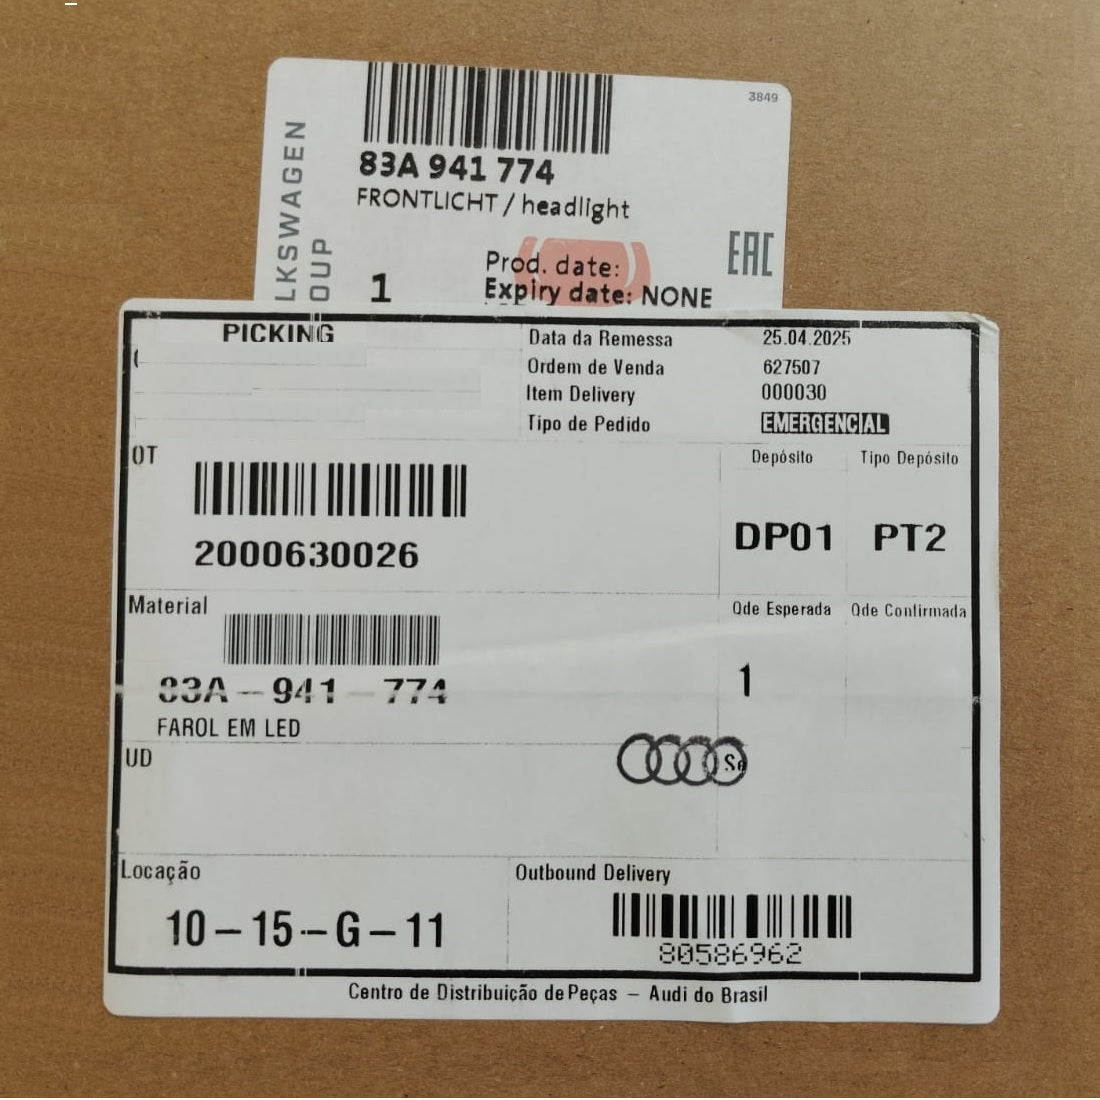 3849
83A 941 774
FRONTLICHT / headlight
LKSWAGEN
OUP
EAC
1
Prod. date:
Expiry date: NONE
PICKING
Data da Remessa 25.04.2025
Ordem de Venda 627507
Item Delivery 000030
Tipo de Pedido EMERGENCIAL
OT
2000630026
Depósito Tipo Depósito
DP01 PT2
Material
83A - 941 - 774
FAROL EM LED
Qde Esperada Qde Confirmada
1
UD
Locação
10 - 15 - G - 11
Outbound Delivery
80586962
Centro de Distribuição de Peças - Audi do Brasil